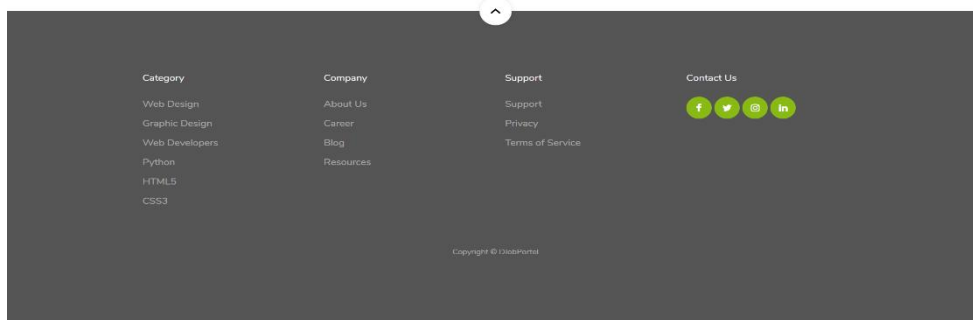 Category
Web Design
Graphic Design
Web Developers
Python
HTML5
CSS3
Company
About Us
Career
Blog
Resources
Support
Support
Privacy
Terms of Service
Contact Us
Copyright ©